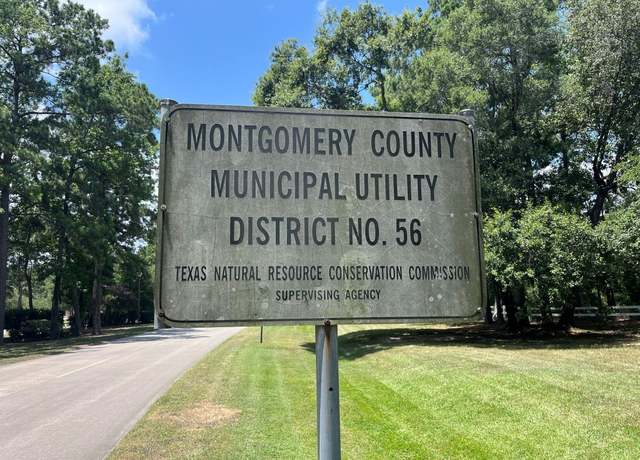 MONTGOMERY COUNTY
MUNICIPAL UTILITY
DISTRICT NO. 56
TEXAS NATURAL RESOURCE CONSERVATION COMMISSION
SUPERVISING AGENCY